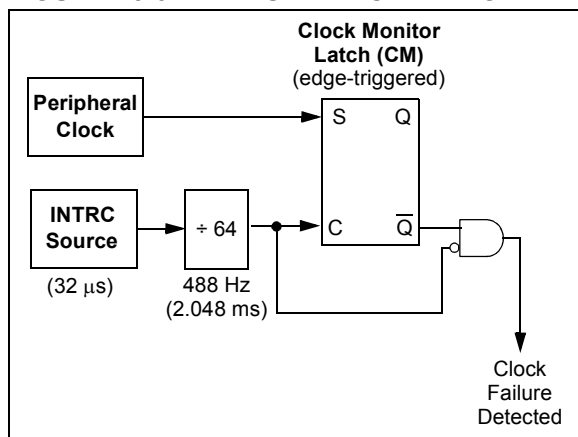 Clock Monitor
Latch (CM)
(edge-triggered)
Peripheral
Clock
S Q
INTRC
Source
÷ 64
C Q̅
(32 μs)
488 Hz
(2.048 ms)
Clock
Failure
Detected